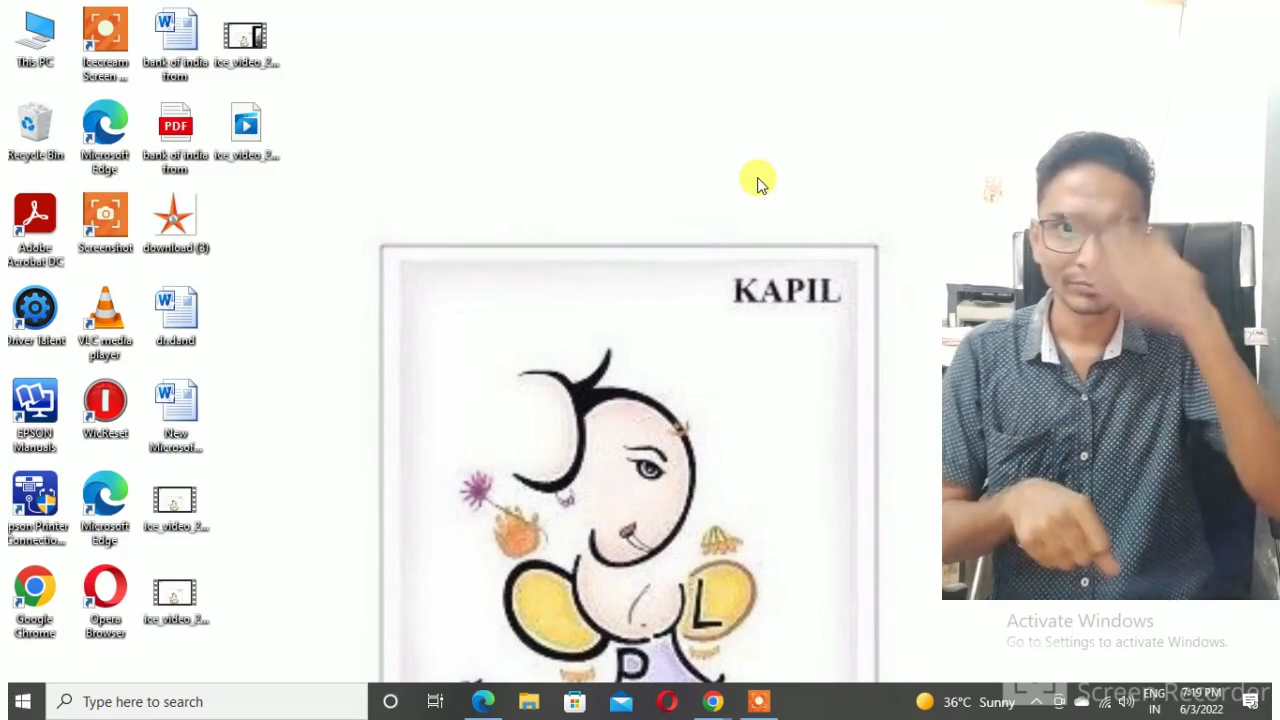 This PC
Icecream
Screen ...
bank of india
from
ice_video_2...
Recycle Bin
Microsoft
Edge
PDF
bank of india
from
ice_video_2...
Adobe
Acrobat DC
Screenshot
download (3)
Driver Talent
VLC media
player
dr.dand
EPSON
Manuals
WicReset
New
Microsof...
pson Printer
Connectio...
Microsoft
Edge
ice_video_2...
Google
Chrome
Opera
Browser
ice_video_2...
KAPIL
L
P
Activate Windows
Go to Settings to activate Windows.
Type here to search
36°C Sunny
ENG
IN
7:19 PM
6/3/2022
Screen Recorder